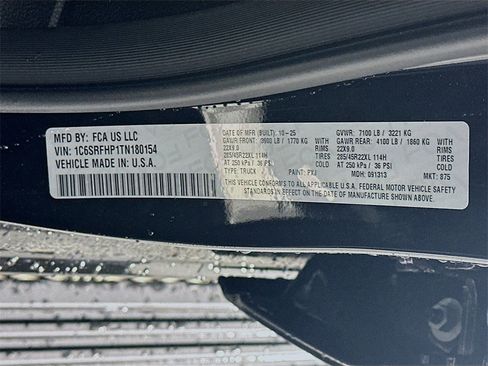 MFD BY: FCA US LLC
VIN: 1C6SRFHP1TN180154
VEHICLE MADE IN U.S.A.
DATE OF MFR (BUILT): 10-25 GVWR: 7100 LB / 3221 KG
GAWR FRONT: 3900 LB / 1770 KG WITH GAWR REAR: 4100 LB / 1860 KG WITH
22X9.0 RIMS 22X9.0 RIMS
285/45R22XL 114H TIRES 285/45R22XL 114H TIRES
AT 250 kPa / 36 PSI COLD AT 250 kPa / 36 PSI COLD
TYPE: TRUCK PAINT: PXJ MDH: 091313 MKT: 875
THIS VEHICLE CONFORMS TO ALL APPLICABLE U.S.A. FEDERAL MOTOR VEHICLE SAFETY
STANDARDS IN EFFECT ON THE DATE OF MANUFACTURE SHOWN ABOVE.